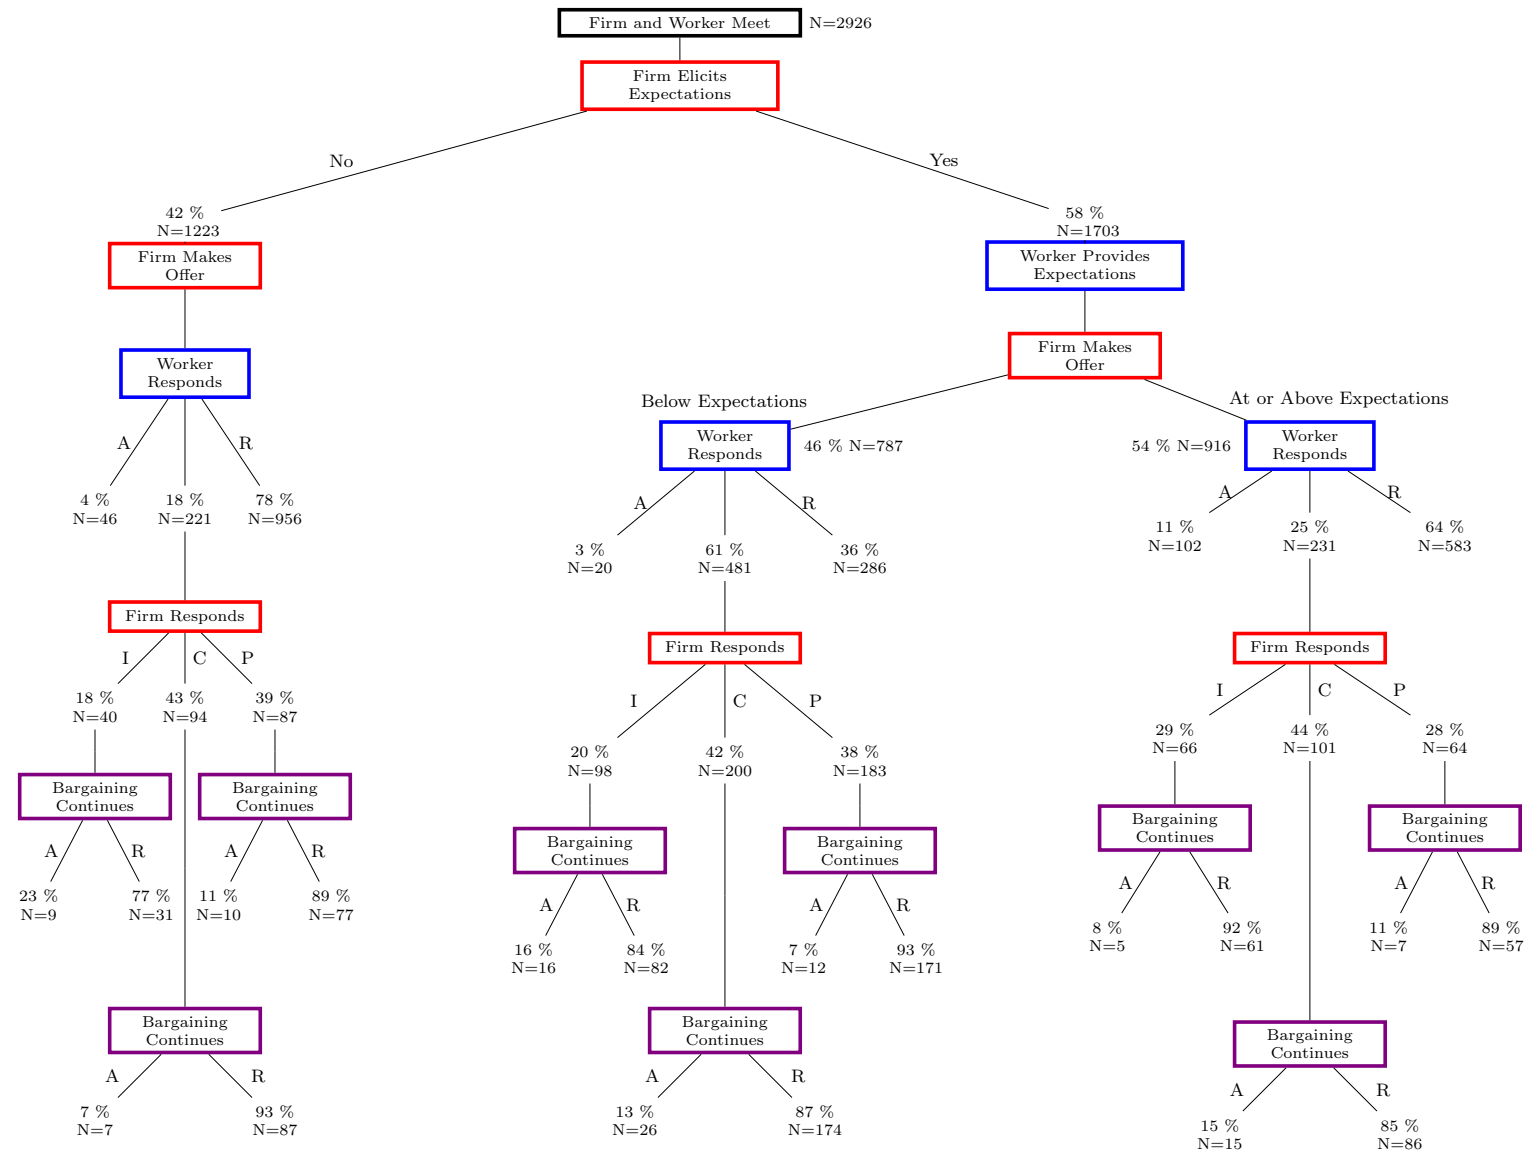 Firm and Worker Meet
N=2926
Firm Elicits
Expectations
No
Yes
42 %
N=1223
58 %
N=1703
Firm Makes
Offer
Worker Provides
Expectations
Firm Makes
Offer
Worker
Responds
Below Expectations
At or Above Expectations
Worker
Responds
46 % N=787
54 % N=916
Worker
Responds
A
R
4 %
N=46
18 %
N=221
78 %
N=956
A
R
3 %
N=20
61 %
N=481
36 %
N=286
A
R
11 %
N=102
25 %
N=231
64 %
N=583
Firm Responds
I
C
P
18 %
N=40
43 %
N=94
39 %
N=87
Firm Responds
I
C
P
20 %
N=98
42 %
N=200
38 %
N=183
Firm Responds
I
C
P
29 %
N=66
44 %
N=101
28 %
N=64
Bargaining
Continues
Bargaining
Continues
A
R
A
R
23 %
N=9
77 %
N=31
11 %
N=10
89 %
N=77
Bargaining
Continues
Bargaining
Continues
A
R
A
R
16 %
N=16
84 %
N=82
7 %
N=12
93 %
N=171
Bargaining
Continues
Bargaining
Continues
A
R
A
R
8 %
N=5
92 %
N=61
11 %
N=7
89 %
N=57
Bargaining
Continues
A
R
7 %
N=7
93 %
N=87
Bargaining
Continues
A
R
13 %
N=26
87 %
N=174
Bargaining
Continues
A
R
15 %
N=15
85 %
N=86